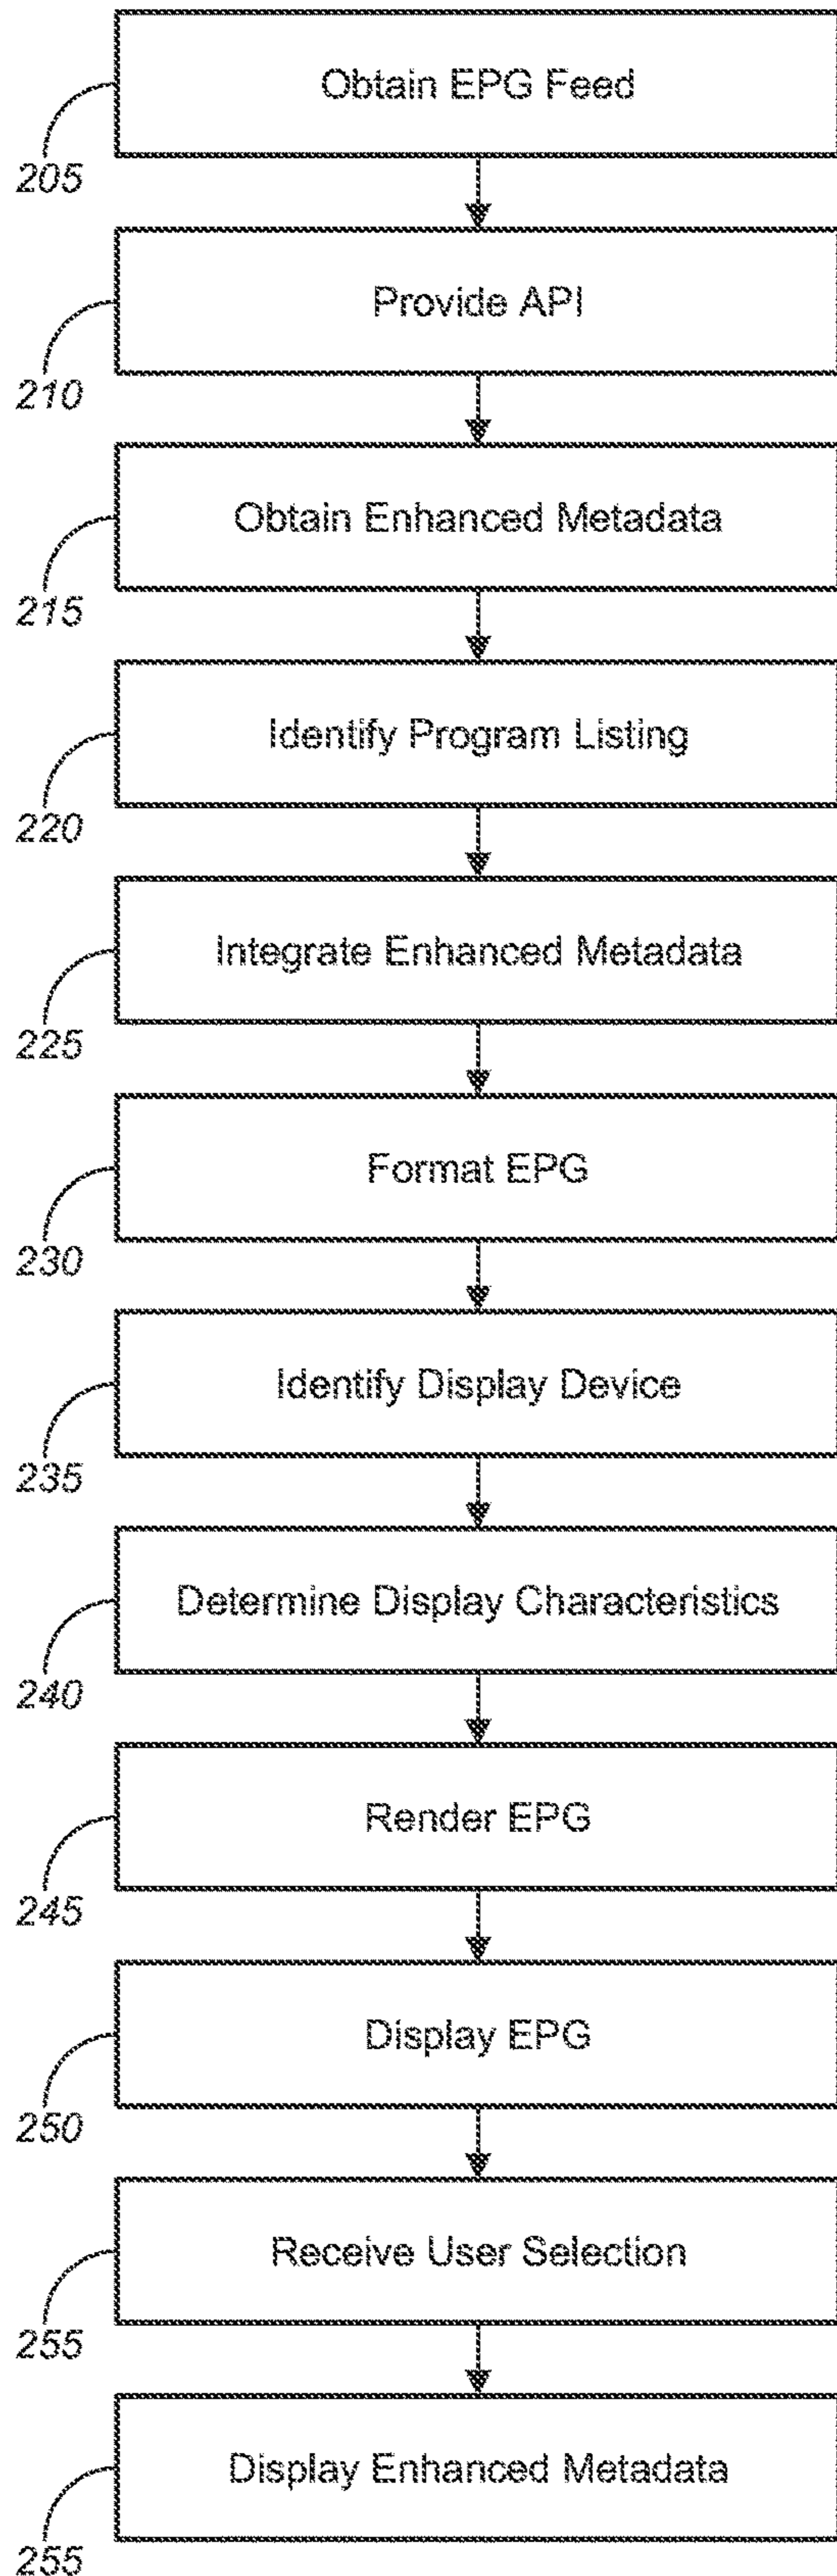 Obtain EPG Feed
205
Provide API
210
Obtain Enhanced Metadata
215
Identify Program Listing
220
Integrate Enhanced Metadata
225
Format EPG
230
Identify Display Device
235
Determine Display Characteristics
240
Render EPG
245
Display EPG
250
Receive User Selection
255
Display Enhanced Metadata
255